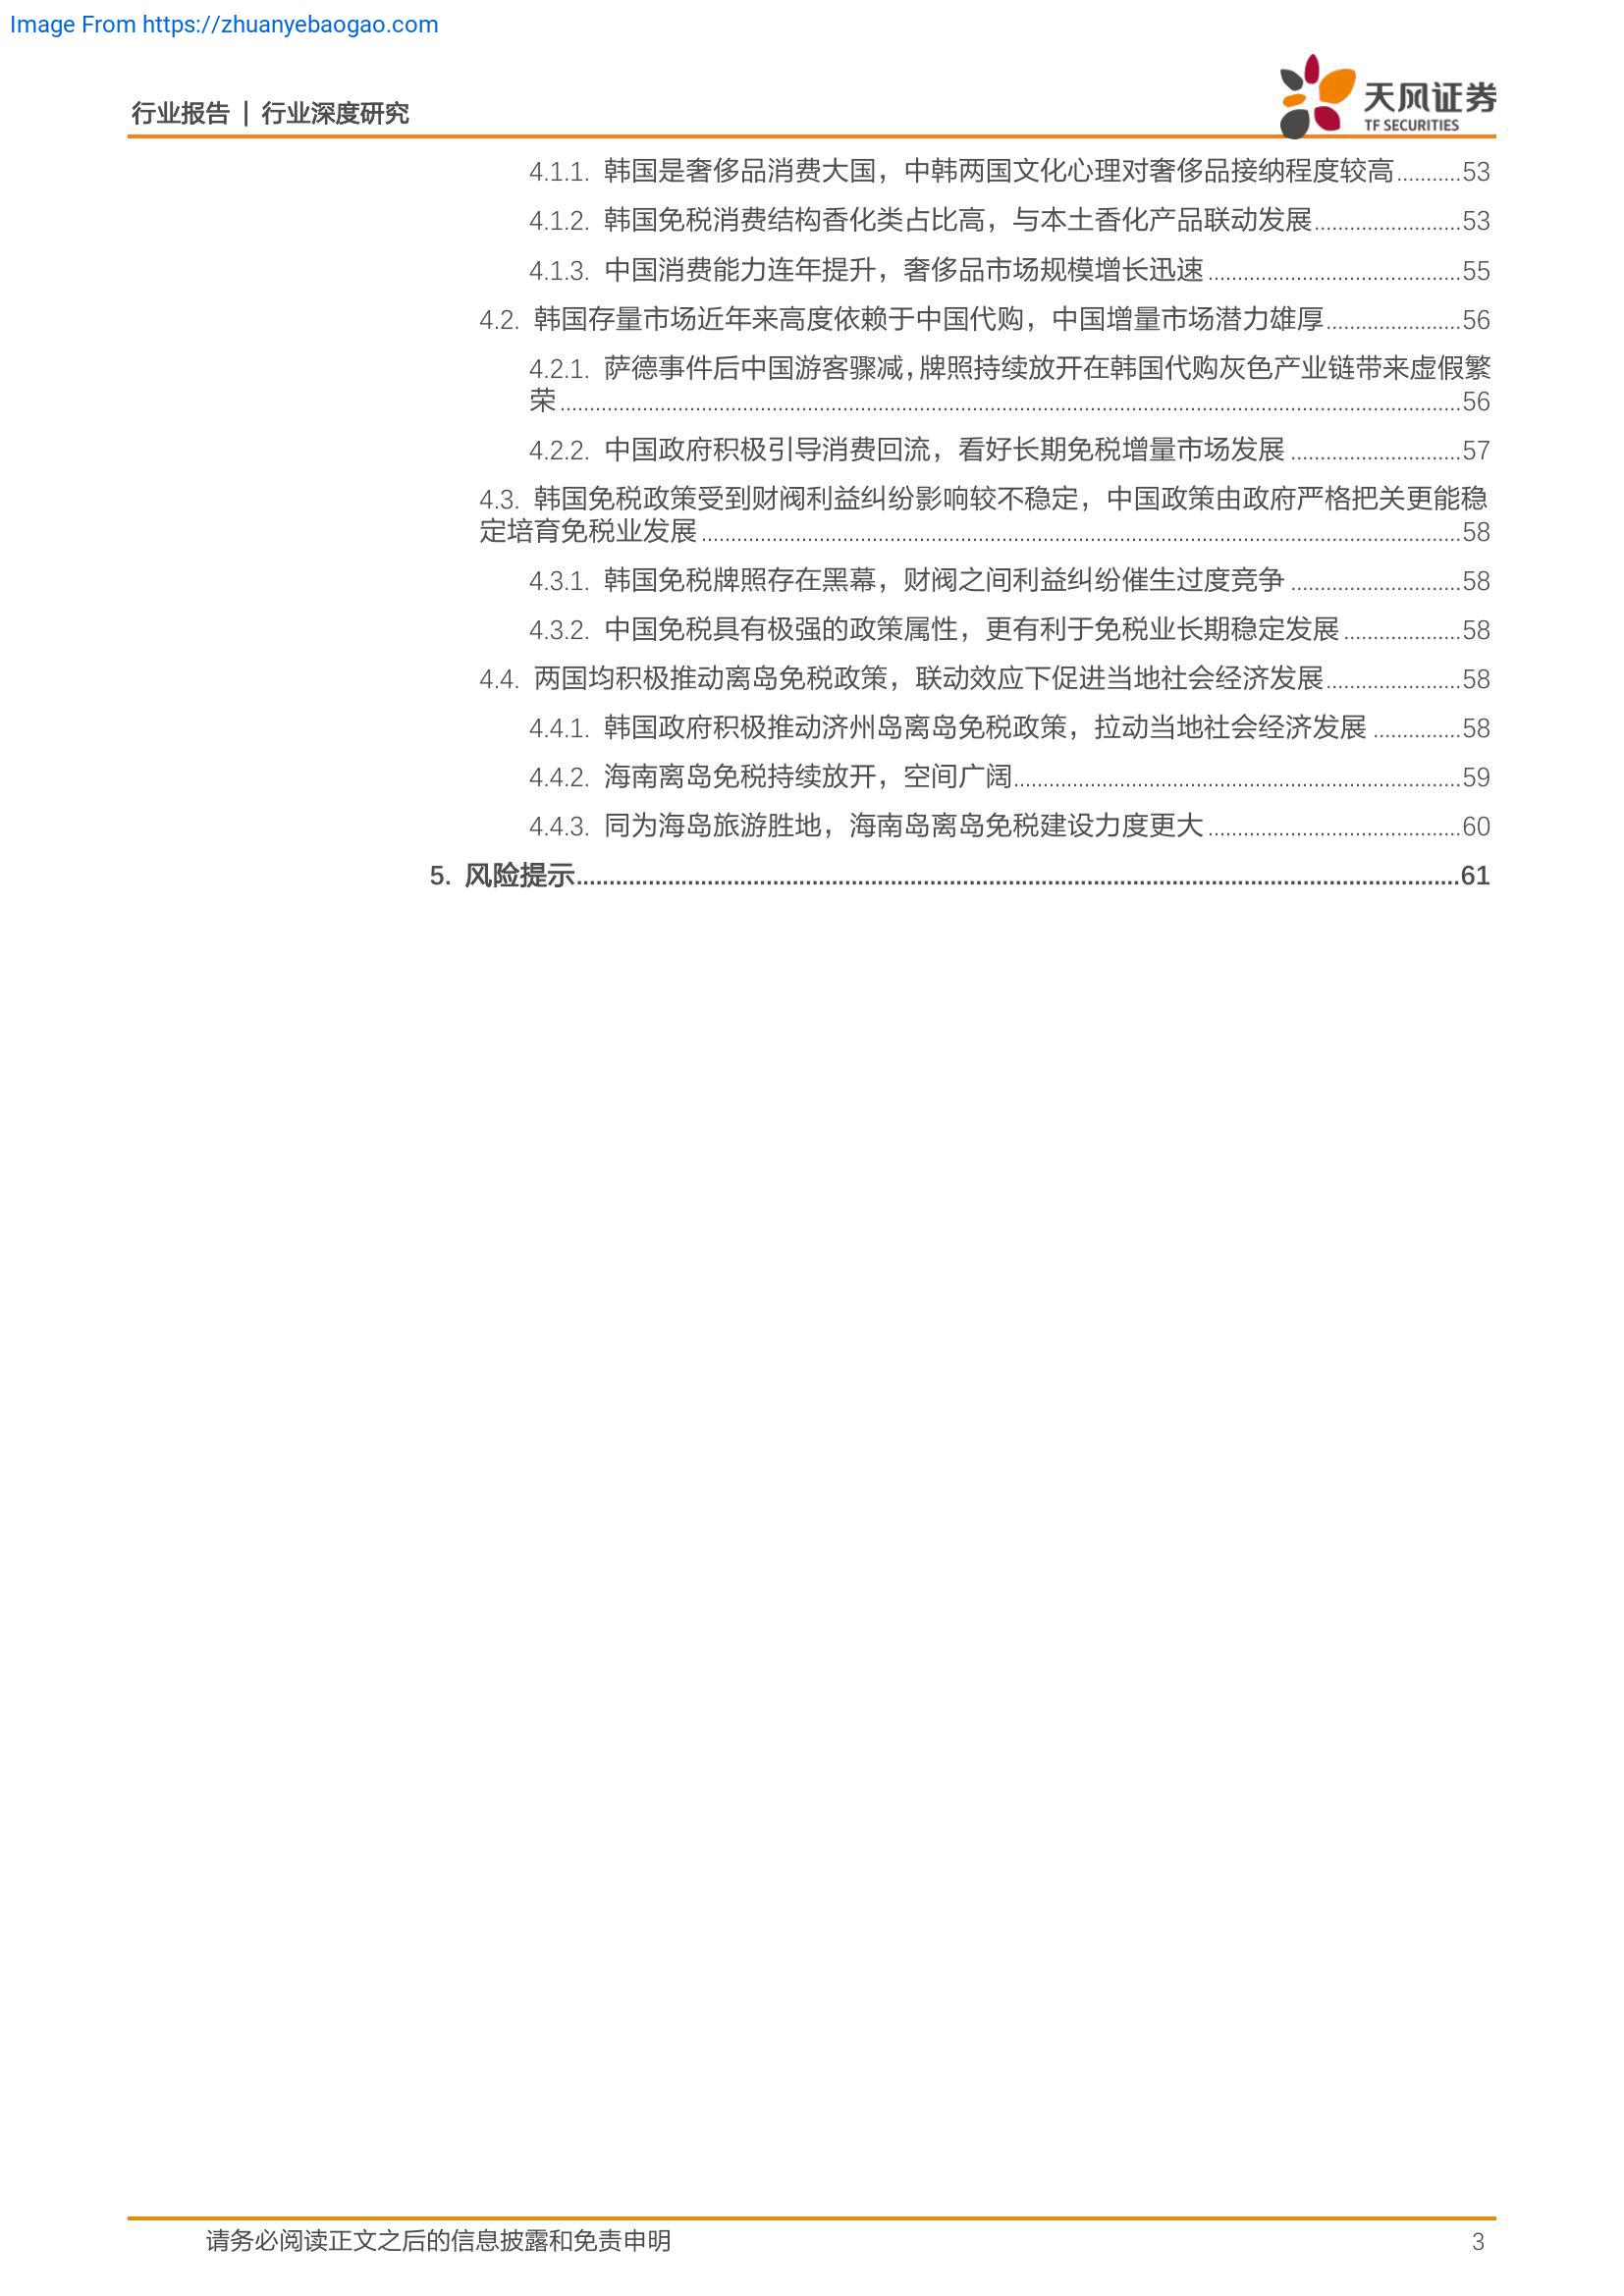 Image From https://zhuanyebaogao.com
行业报告 | 行业深度研究
天风证券
TF SECURITIES
4.1.1. 韩国是奢侈品消费大国，中韩两国文化心理对奢侈品接纳程度较高...........53
4.1.2. 韩国免税消费结构香化类占比高，与本土香化产品联动发展.........................53
4.1.3. 中国消费能力连年提升，奢侈品市场规模增长迅速...........................................55
4.2. 韩国存量市场近年来高度依赖于中国代购，中国增量市场潜力雄厚.......................56
4.2.1. 萨德事件后中国游客骤减，牌照持续放开在韩国代购灰色产业链带来虚假繁
荣.........................................................................................................................................................56
4.2.2. 中国政府积极引导消费回流，看好长期免税增量市场发展.............................57
4.3. 韩国免税政策受到财阀利益纠纷影响较不稳定，中国政策由政府严格把关更能稳
定培育免税业发展.................................................................................................................................58
4.3.1. 韩国免税牌照存在黑幕，财阀之间利益纠纷催生过度竞争.............................58
4.3.2. 中国免税具有极强的政策属性，更有利于免税业长期稳定发展....................58
4.4. 两国均积极推动离岛免税政策，联动效应下促进当地社会经济发展.......................58
4.4.1. 韩国政府积极推动济州岛离岛免税政策，拉动当地社会经济发展...............58
4.4.2. 海南离岛免税持续放开，空间广阔............................................................................59
4.4.3. 同为海岛旅游胜地，海南岛离岛免税建设力度更大...........................................60
5. 风险提示.......................................................................................................................................61
请务必阅读正文之后的信息披露和免责申明
3